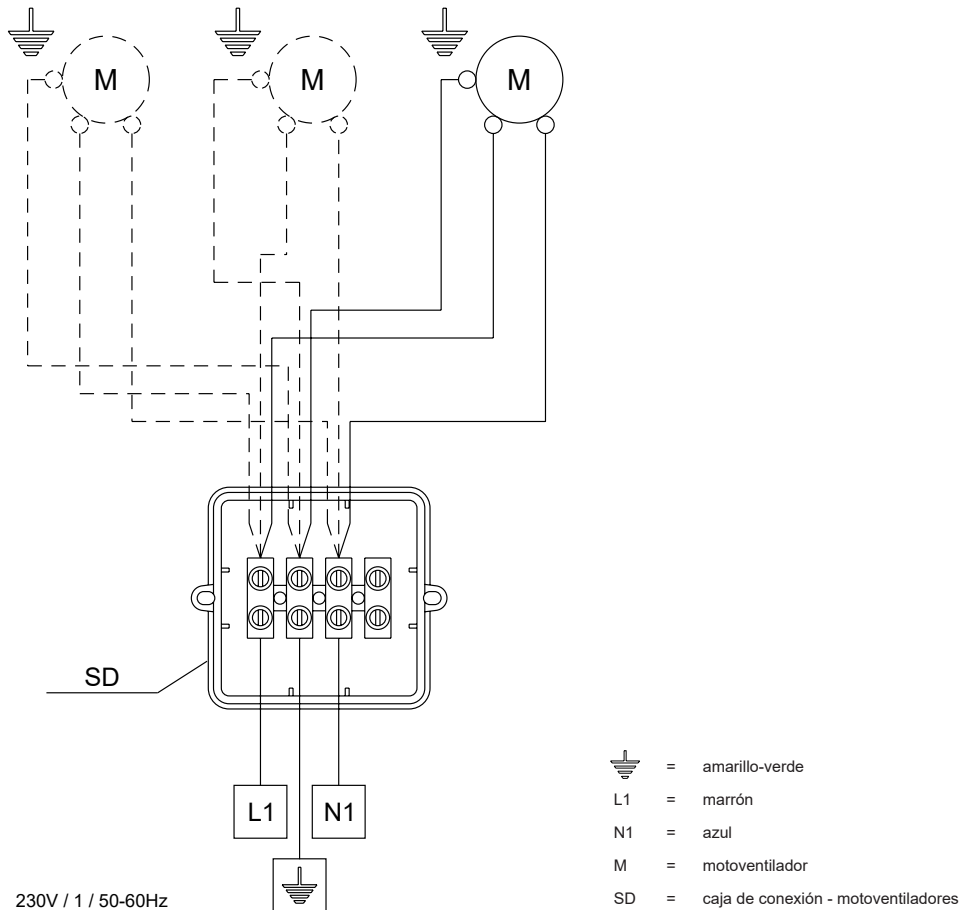 M M M
SD
L1 N1
230V / 1 / 50-60Hz
= amarillo-verde
L1 = marrón
N1 = azul
M = motoventilador
SD = caja de conexión - motoventiladores